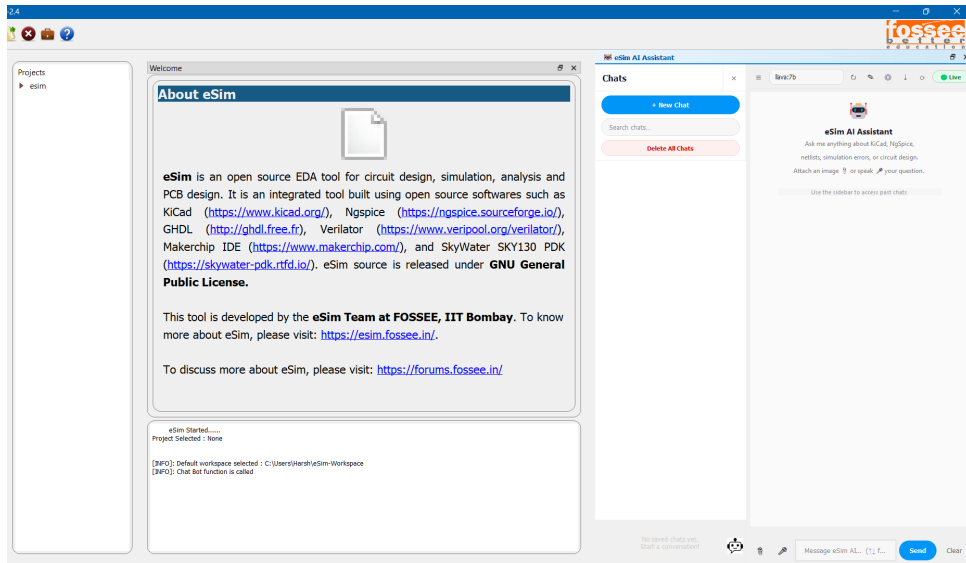 2.4
fossee
better
education
eSim AI Assistant
Projects
esim
Welcome
About eSim
eSim is an open source EDA tool for circuit design, simulation, analysis and
PCB design. It is an integrated tool built using open source softwares such as
KiCad (https://www.kicad.org/), Ngspice (https://ngspice.sourceforge.io/),
GHDL (http://ghdl.free.fr), Verilator (https://www.veripool.org/verilator/),
Makerchip IDE (https://www.makerchip.com/), and SkyWater SKY130 PDK
(https://skywater-pdk.rtfd.io/). eSim source is released under GNU General
Public License.
This tool is developed by the eSim Team at FOSSEE, IIT Bombay. To know
more about eSim, please visit: https://esim.fossee.in/.
To discuss more about eSim, please visit: https://forums.fossee.in/
eSim Started......
Project Selected : None
[INFO]: Default workspace selected : C:\Users\Harsh\eSim-Workspace
[INFO]: Chat Bot function is called
Chats
+ New Chat
Search chats...
Delete All Chats
No saved chats yet.
Start a conversation!
llava:7b
Live
eSim AI Assistant
Ask me anything about KiCad, NgSpice,
netlists, simulation errors, or circuit design.
Attach an image or speak your question.
Use the sidebar to access past chats
Message eSim AI... (↑↓ f...
Send
Clear